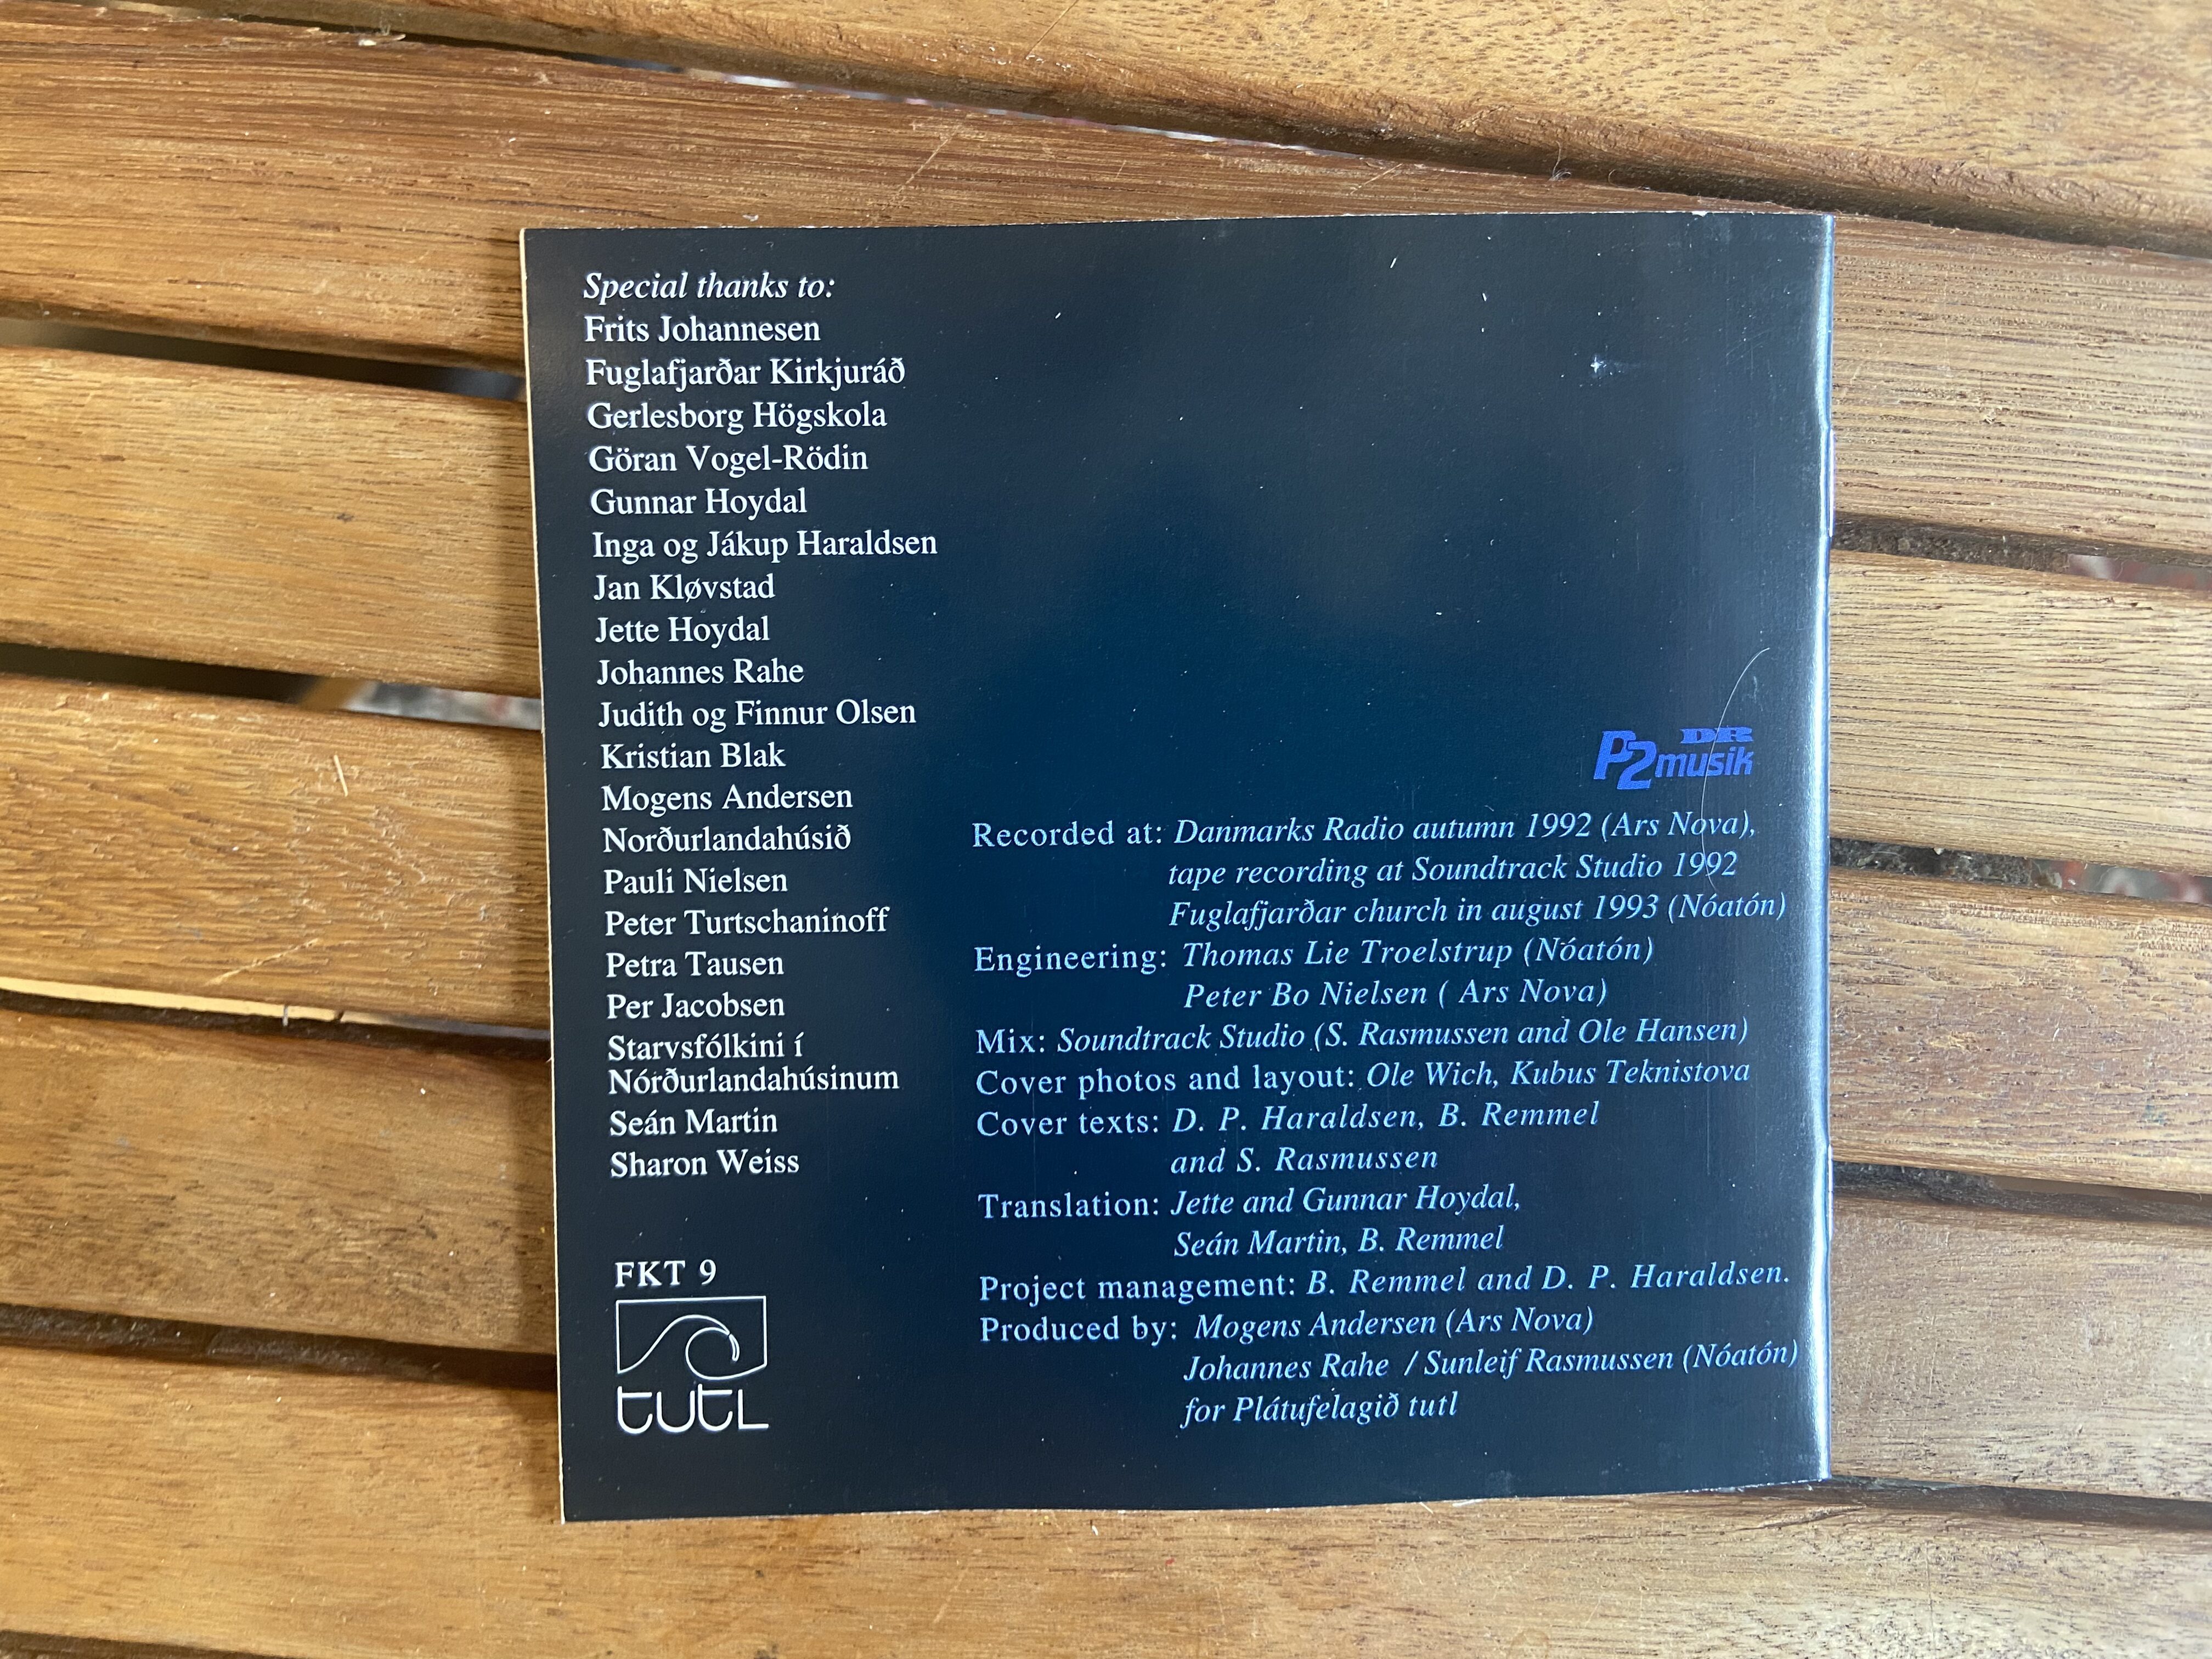 Special thanks to:
Frits Johannesen
Fuglafjarðar Kirkjuráð
Gerlesborg Högskola
Göran Vogel-Rödin
Gunnar Hoydal
Inga og Jákup Haraldsen
Jan Kløvstad
Jette Hoydal
Johannes Rahe
Judith og Finnur Olsen
Kristian Blak
Mogens Andersen
Norðurlandahúsið
Pauli Nielsen
Peter Turtschaninoff
Petra Tausen
Per Jacobsen
Starvsfólkini í
Nórðurlandahúsinum
Seán Martin
Sharon Weiss
FKT 9
tutl
DR
P2musik
Recorded at: Danmarks Radio autumn 1992 (Ars Nova),
tape recording at Soundtrack Studio 1992
Fuglafjarðar church in august 1993 (Nóatón)
Engineering: Thomas Lie Troelstrup (Nóatón)
Peter Bo Nielsen ( Ars Nova)
Mix: Soundtrack Studio (S. Rasmussen and Ole Hansen)
Cover photos and layout: Ole Wich, Kubus Teknistova
Cover texts: D. P. Haraldsen, B. Remmel
and S. Rasmussen
Translation: Jette and Gunnar Hoydal,
Seán Martin, B. Remmel
Project management: B. Remmel and D. P. Haraldsen.
Produced by: Mogens Andersen (Ars Nova)
Johannes Rahe / Sunleif Rasmussen (Nóatón)
for Plátufelagið tutl